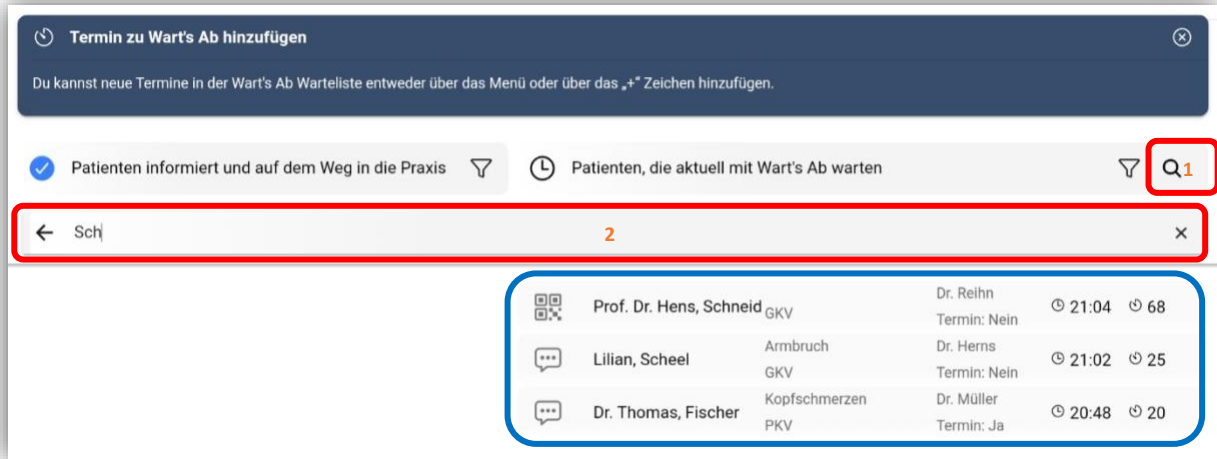 Termin zu Wart's Ab hinzufügen
Du kannst neue Termine in der Wart's Ab Warteliste entweder über das Menü oder über das „+“ Zeichen hinzufügen.
Patienten informiert und auf dem Weg in die Praxis Patienten, die aktuell mit Wart's Ab warten 1
Sch 2
Prof. Dr. Hens, Schneid GKV Dr. Reihn Termin: Nein 21:04 68
Lilian, Scheel Armbruch GKV Dr. Herns Termin: Nein 21:02 25
Dr. Thomas, Fischer Kopfschmerzen PKV Dr. Müller Termin: Ja 20:48 20